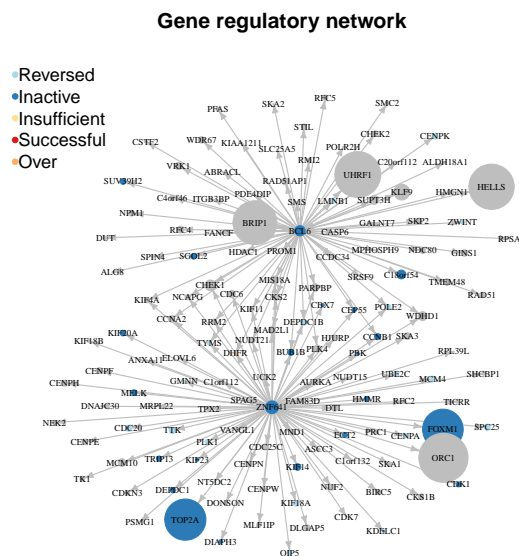 Gene regulatory network
Reversed
Inactive
Insufficient
Successful
Over
RFC5
SKA2
SMC2
PFAS
STIL
CHEK2
CENPK
WDR67
POLR2H
CSTF2
KIAA1211
SLC25A5
RMI2
C20orf112
ALDH18A1
VRK1
ABRACL
RAD51AP1
UHRF1
SUV39H2
HELLS
PDE4DIP
KLF9
HMGN1
C4orf46
ITGB3BP
SMS
LMNB1
SUPT3H
NPM1
BRIP1
GALNT7
SKP2
ZWINT
RFC4
FANCF
BCL6
CASP6
DUT
RPSA
HDAC1
PROM1
MPHOSPH9
NDC80
GINS1
SPIN4
SGOL2
CCDC34
ALG8
MIS18A
SRSF9
C18orf54
TMEM48
CHEK1
PARPBP
RAD51
KIF4A
NCAPG
CDC6
CKS2
CBX7
CEP55
POLE2
CCNA2
KIF11
WDHD1
RRM2
MAD2L1
DEPDC1B
KIF20A
KIF18B
TYMS
NUDT21
HJURP
CCNB1
SKA3
ANXA11
ELOVL6
DHFR
BUB1B
PLK4
PBK
RPL39L
CENPF
UCK2
NUDT15
UBE2C
SHCBP1
CENPH
GMNN
C1orf112
AURKA
MCM4
MELK
SPAG5
FAM83D
HMMR
RFC2
TICRR
DNAJC30
MRPL22
TPX2
ZNF641
DTL
NEK2
CDC20
TTK
VANGL1
MND1
PRC1
FOXM1
SPC25
CENPE
PLK1
CDC25C
ECT2
CENPA
MCM10
TRIP13
KIF23
CENPN
ASCC3
C1orf132
SKA1
ORC1
TK1
NT5DC2
KIF14
CDK1
CDKN3
DEPDC1
CENPW
NUF2
BIRC5
CKS1B
PSMG1
TOP2A
DONSON
KIF18A
CDK7
MLF1IP
DLGAP5
KDELC1
DIAPH3
OIP5